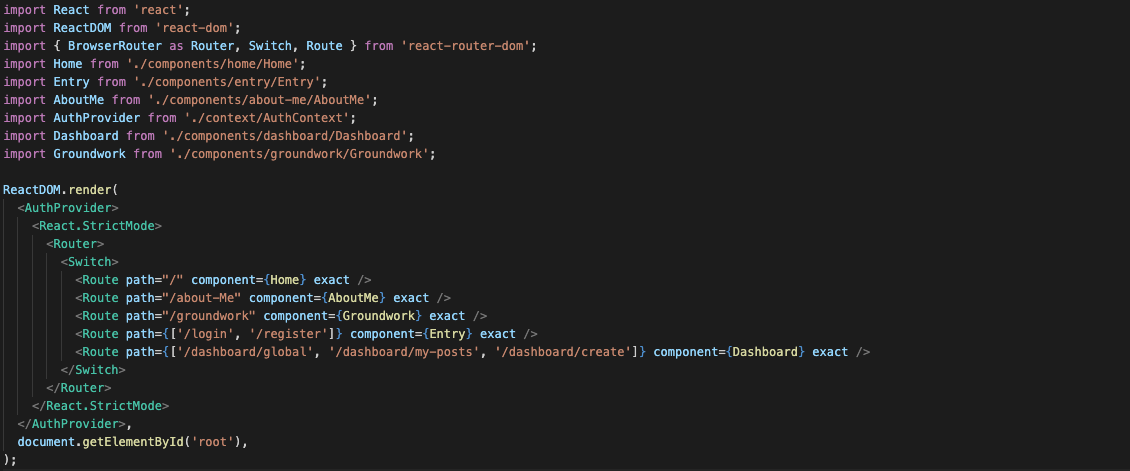 import React from 'react';
import ReactDOM from 'react-dom';
import { BrowserRouter as Router, Switch, Route } from 'react-router-dom';
import Home from './components/home/Home';
import Entry from './components/entry/Entry';
import AboutMe from './components/about-me/AboutMe';
import AuthProvider from './context/AuthContext';
import Dashboard from './components/dashboard/Dashboard';
import Groundwork from './components/groundwork/Groundwork';

ReactDOM.render(
  <AuthProvider>
    <React.StrictMode>
      <Router>
        <Switch>
          <Route path="/" component={Home} exact />
          <Route path="/about-Me" component={AboutMe} exact />
          <Route path="/groundwork" component={Groundwork} exact />
          <Route path={['/login', '/register']} component={Entry} exact />
          <Route path={['/dashboard/global', '/dashboard/my-posts', '/dashboard/create']} component={Dashboard} exact />
        </Switch>
      </Router>
    </React.StrictMode>
  </AuthProvider>,
  document.getElementById('root'),
);